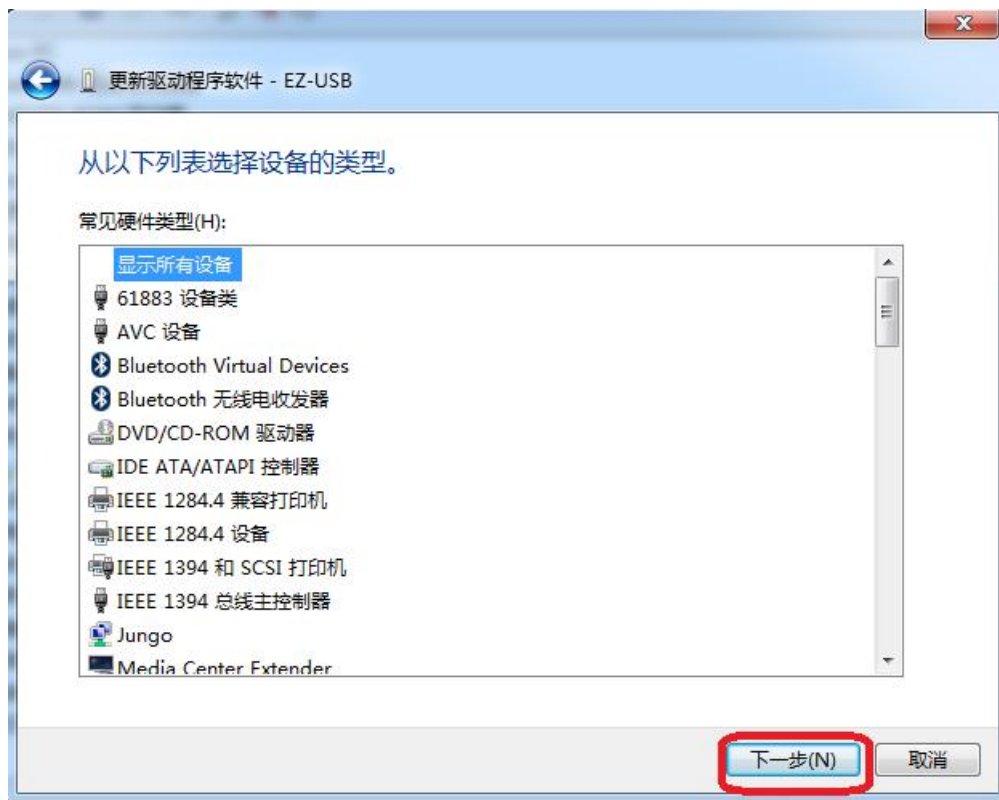 更新驱动程序软件 - EZ-USB
从以下列表选择设备的类型。
常见硬件类型(H):
显示所有设备
61883 设备类
AVC 设备
Bluetooth Virtual Devices
Bluetooth 无线电收发器
DVD/CD-ROM 驱动器
IDE ATA/ATAPI 控制器
IEEE 1284.4 兼容打印机
IEEE 1284.4 设备
IEEE 1394 和 SCSI 打印机
IEEE 1394 总线主控制器
Jungo
Media Center Extender
下一步(N) 取消